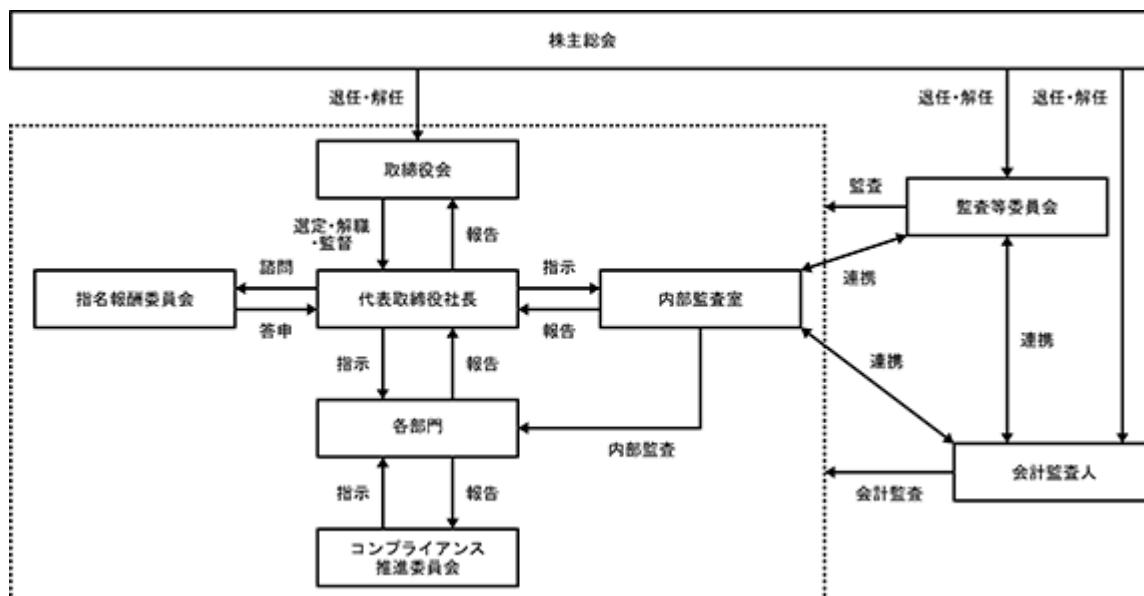 株主総会
退任・解任
退任・解任
退任・解任
取締役会
監査
監査等委員会
選定・解職
・監督
報告
連携
諮問
指示
指名報酬委員会
代表取締役社長
内部監査室
答申
報告
連携
連携
指示
報告
各部門
内部監査
会計監査人
会計監査
指示
報告
コンプライアンス
推進委員会